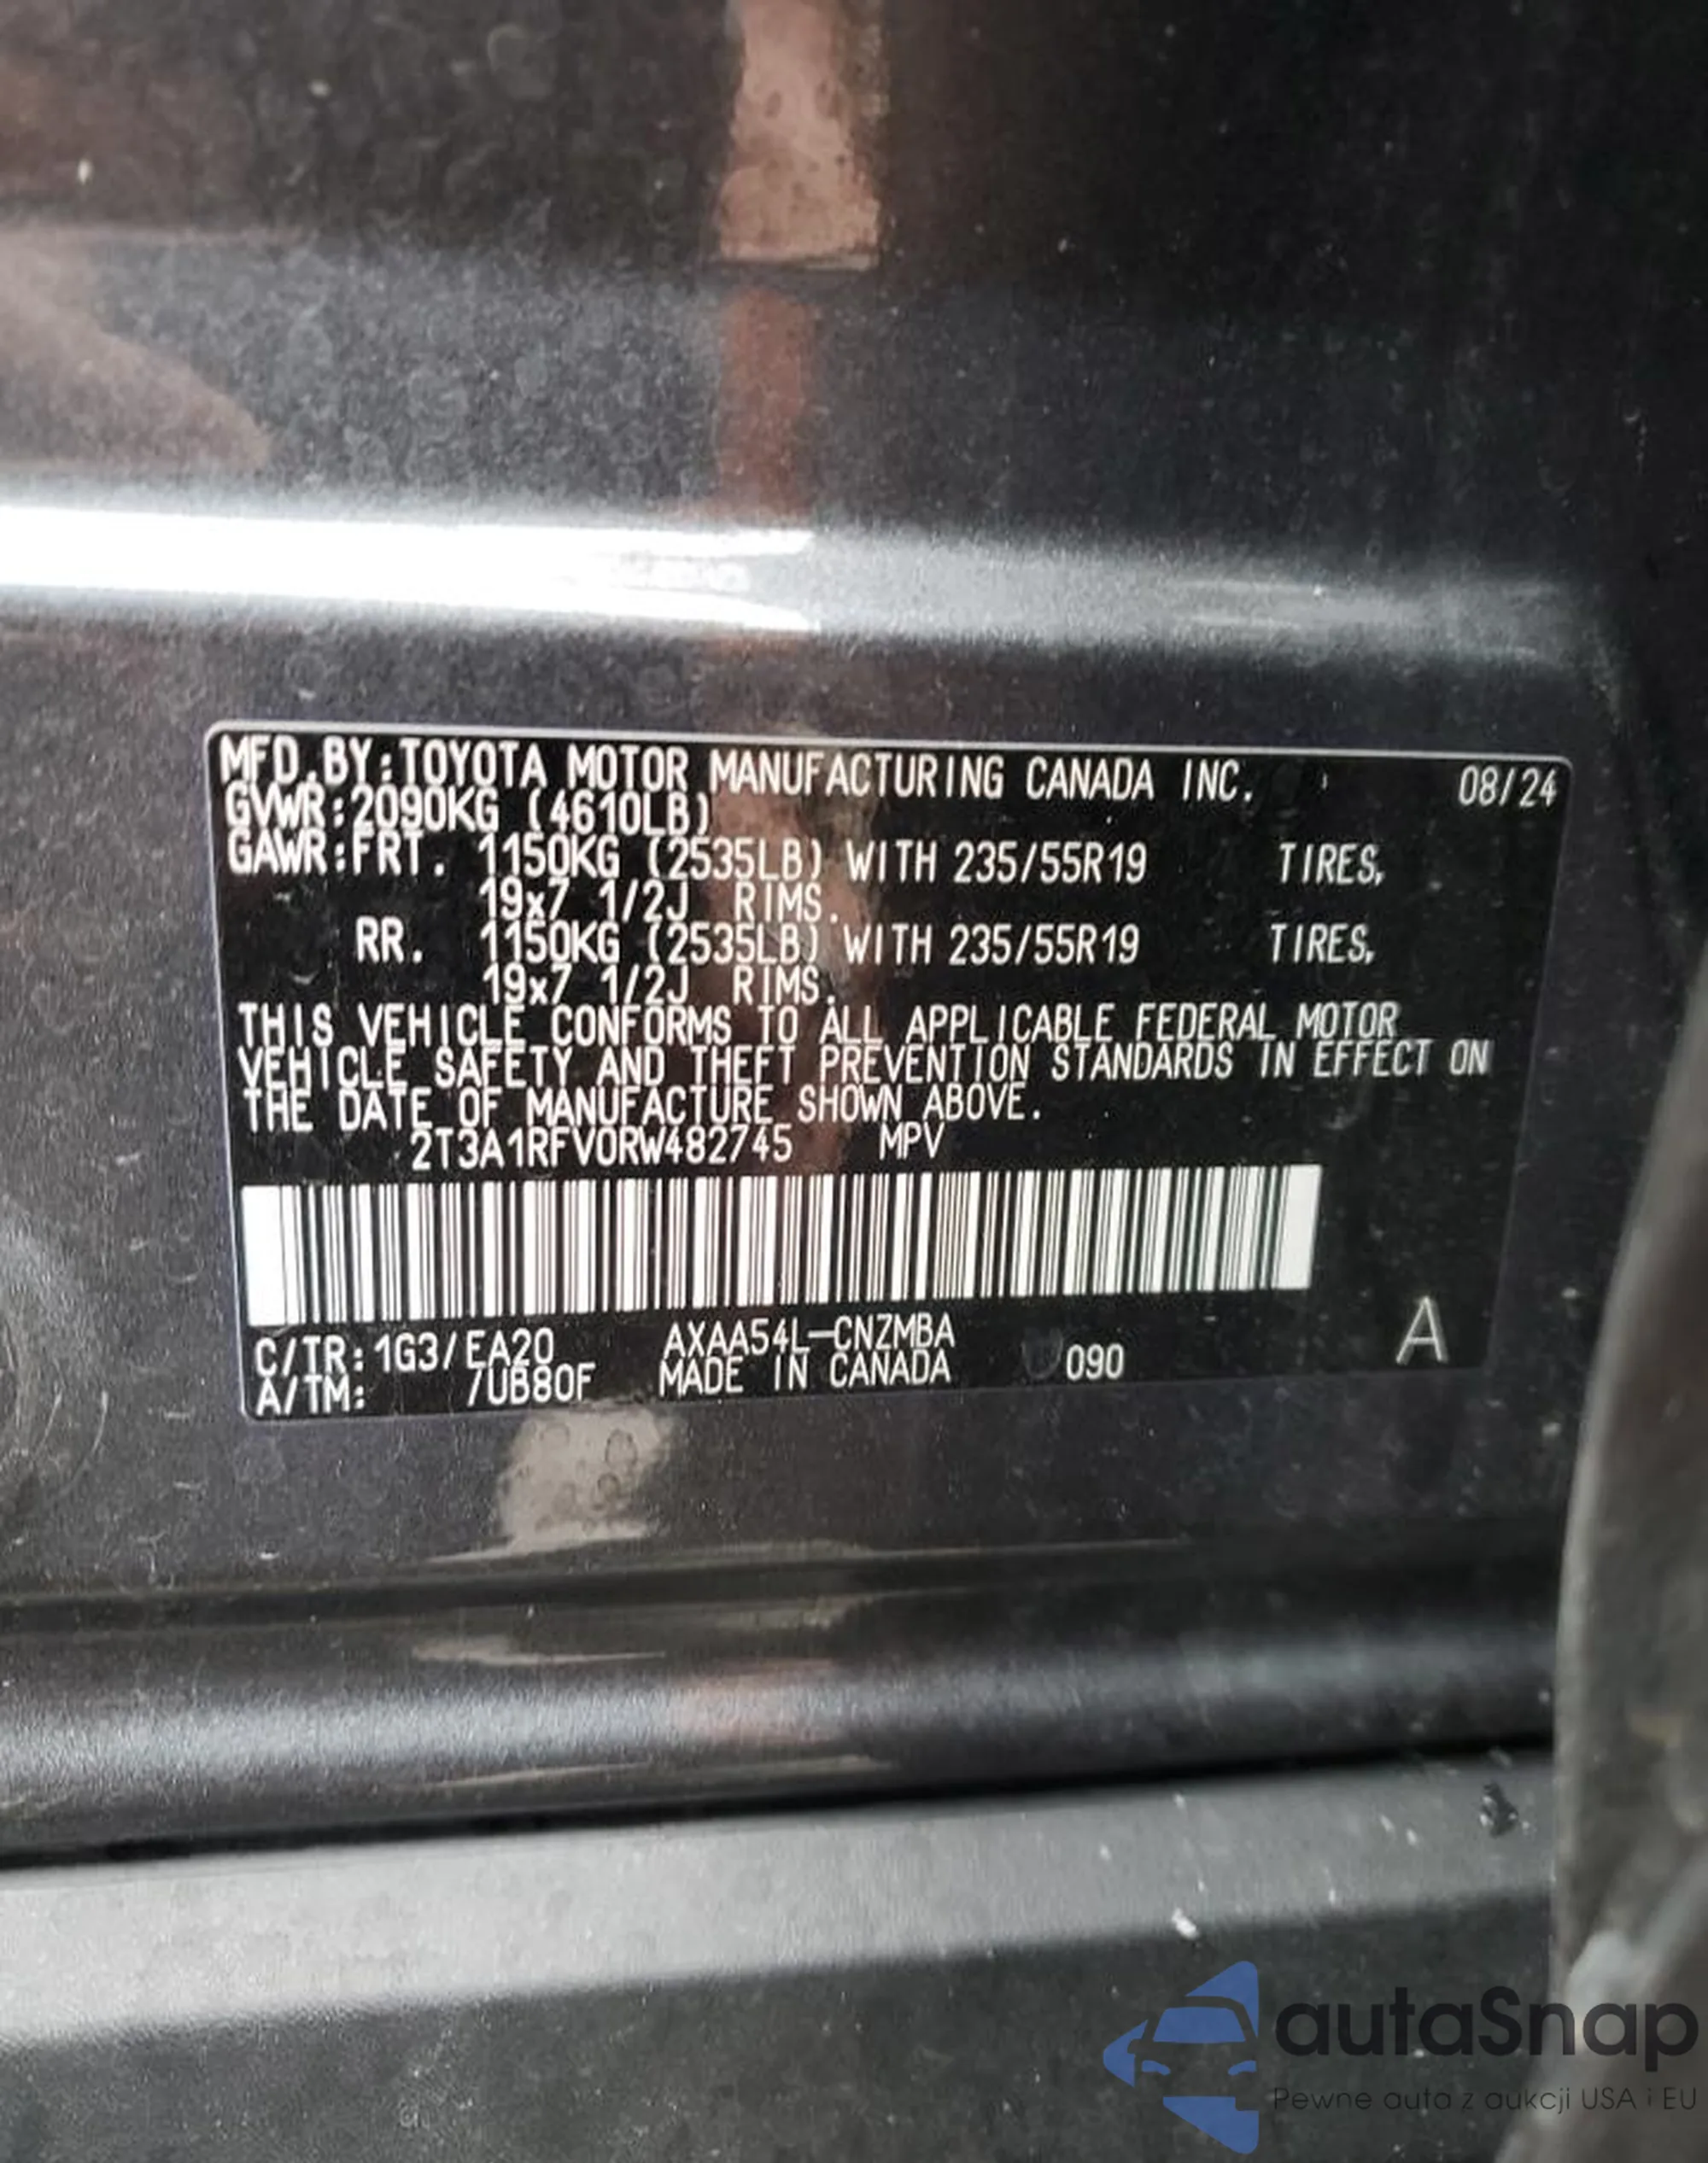 MFD.BY:TOYOTA MOTOR MANUFACTURING CANADA INC. 08/24
GVWR:2090KG (4610LB)
GAWR:FRT. 1150KG (2535LB) WITH 235/55R19 TIRES,
19x7 1/2J RIMS.
RR. 1150KG (2535LB) WITH 235/55R19 TIRES,
19x7 1/2J RIMS.
THIS VEHICLE CONFORMS TO ALL APPLICABLE FEDERAL MOTOR
VEHICLE SAFETY AND THEFT PREVENTION STANDARDS IN EFFECT ON
THE DATE OF MANUFACTURE SHOWN ABOVE.
2T3A1RFV0RW482745 MPV
C/TR:1G3/EA20 AXAA54L-CNZMBA
A/TM: /UB80F MADE IN CANADA 090 A
autaSnap
Pewne auta z aukcji USA i EU